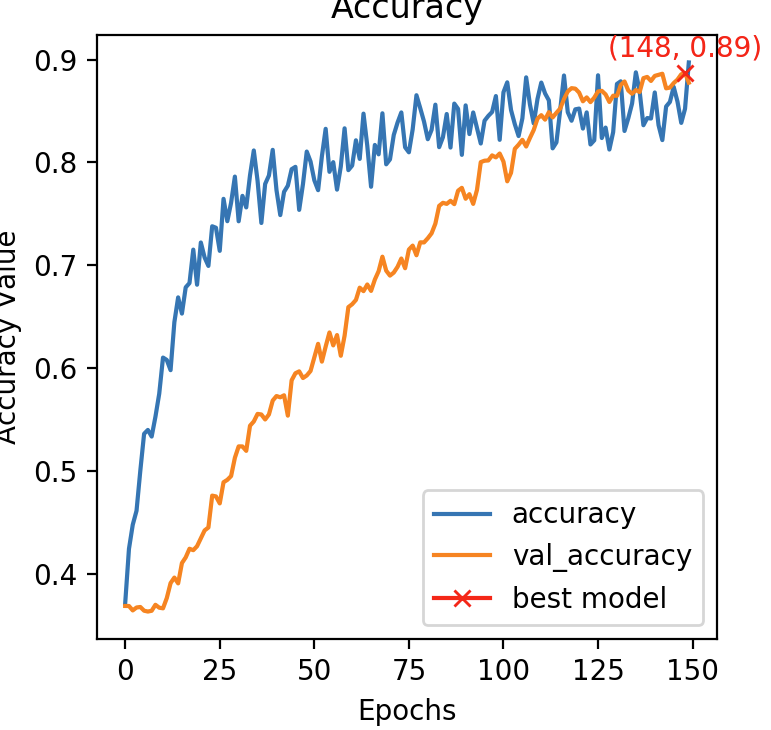 Accuracy
(148, 0.89)
0.9
0.8
0.7
0.6
0.5
0.4
Accuracy Value
accuracy
val_accuracy
best model
0 25 50 75 100 125 150
Epochs